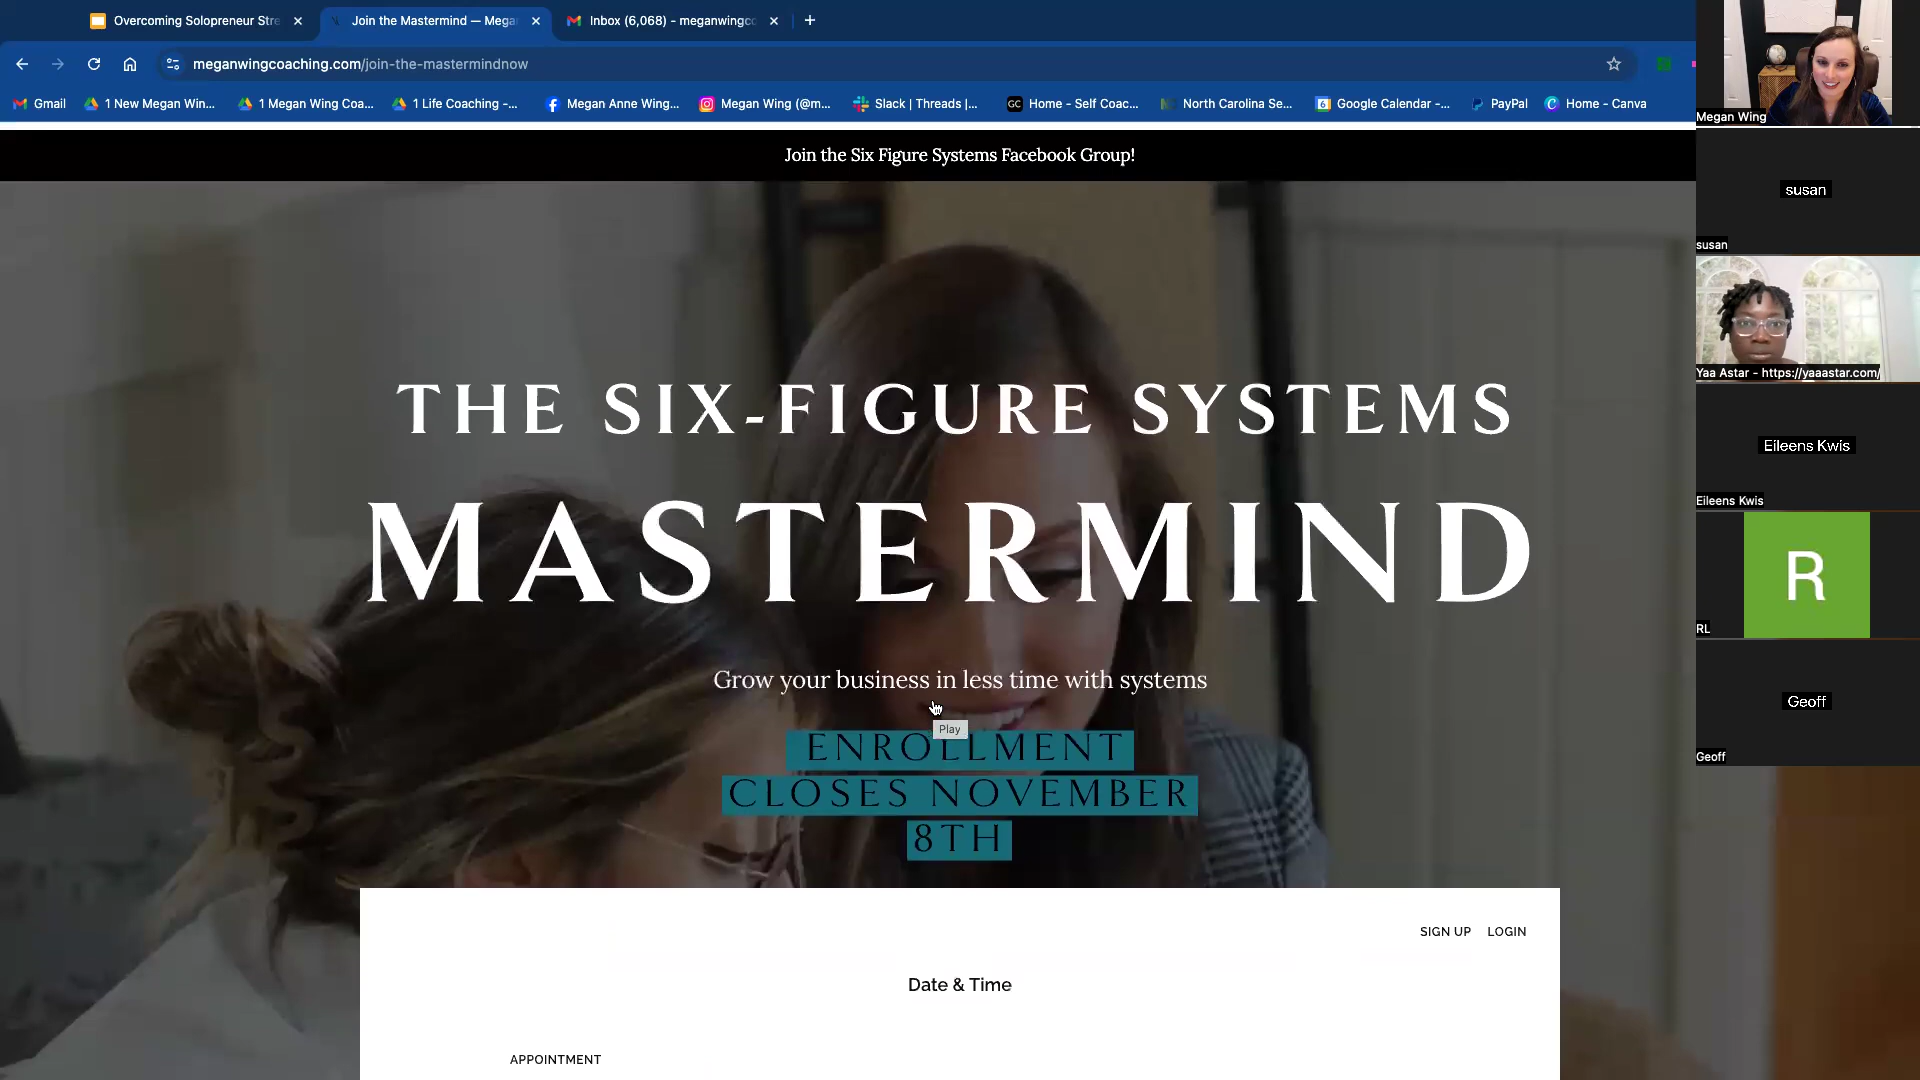 Overcoming Solopreneur Stre
Join the Mastermind — Mega
Inbox (6,068) - meganwingco
meganwingcoaching.com/join-the-mastermindnow
Gmail
1 New Megan Win...
1 Megan Wing Coa...
1 Life Coaching -...
Megan Anne Wing...
Megan Wing (@m...
Slack | Threads |...
GC
Home - Self Coac...
North Carolina Se...
6
Google Calendar -...
PayPal
C
Home - Canva
Join the Six Figure Systems Facebook Group!
THE SIX-FIGURE SYSTEMS
MASTERMIND
Grow your business in less time with systems
Play
ENROLLMENT
CLOSES NOVEMBER
8TH
SIGN UP
LOGIN
Date & Time
APPOINTMENT
Megan Wing
susan
susan
Yaa Astar - https://yaaastar.com/
Eileens Kwis
Eileens Kwis
R
RL
Geoff
Geoff